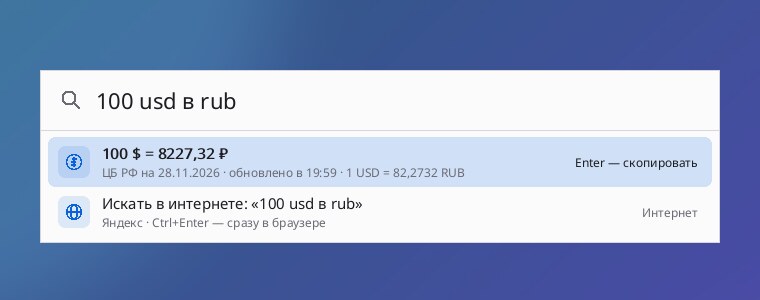 100 usd в rub
100 $ = 8227,32 ₽
ЦБ РФ на 28.11.2026 · обновлено в 19:59 · 1 USD = 82,2732 RUB
Enter — скопировать
Искать в интернете: «100 usd в rub»
Яндекс · Ctrl+Enter — сразу в браузере
Интернет